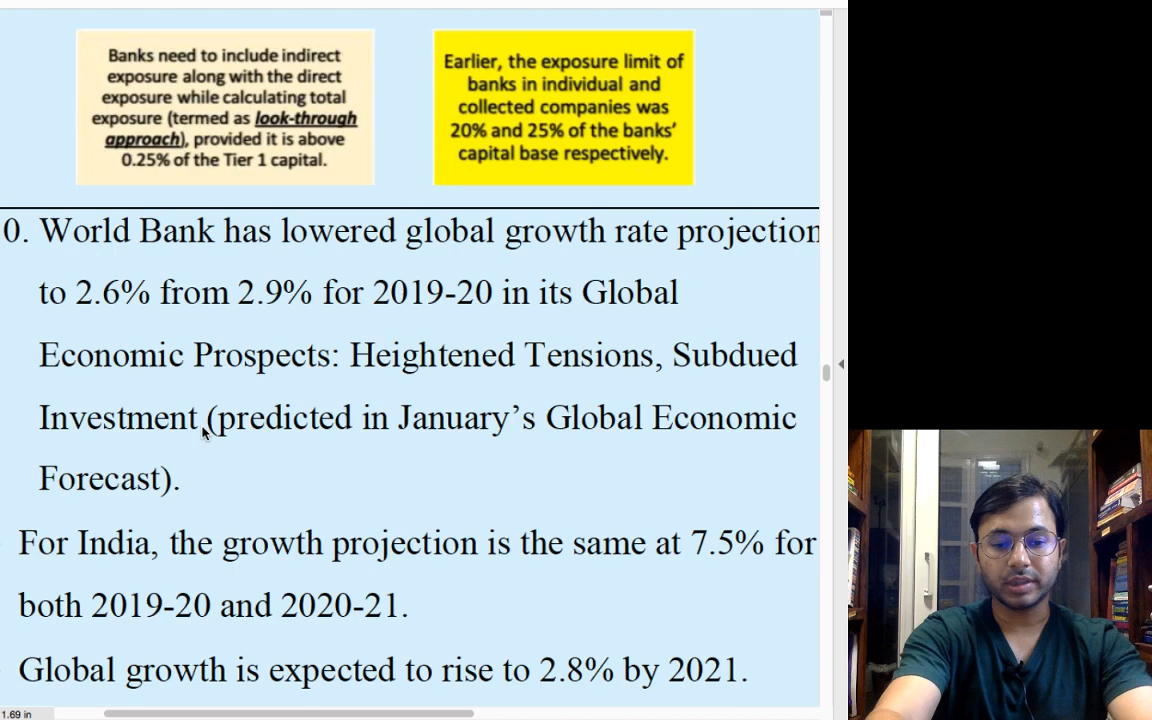 Banks need to include indirect
exposure along with the direct
exposure while calculating total
exposure (termed as look-through
approach), provided it is above
0.25% of the Tier 1 capital.
Earlier, the exposure limit of
banks in individual and
collected companies was
20% and 25% of the banks’
capital base respectively.
0. World Bank has lowered global growth rate projection
to 2.6% from 2.9% for 2019-20 in its Global
Economic Prospects: Heightened Tensions, Subdued
Investment (predicted in January’s Global Economic
Forecast).
For India, the growth projection is the same at 7.5% for
both 2019-20 and 2020-21.
Global growth is expected to rise to 2.8% by 2021.
1.69 in